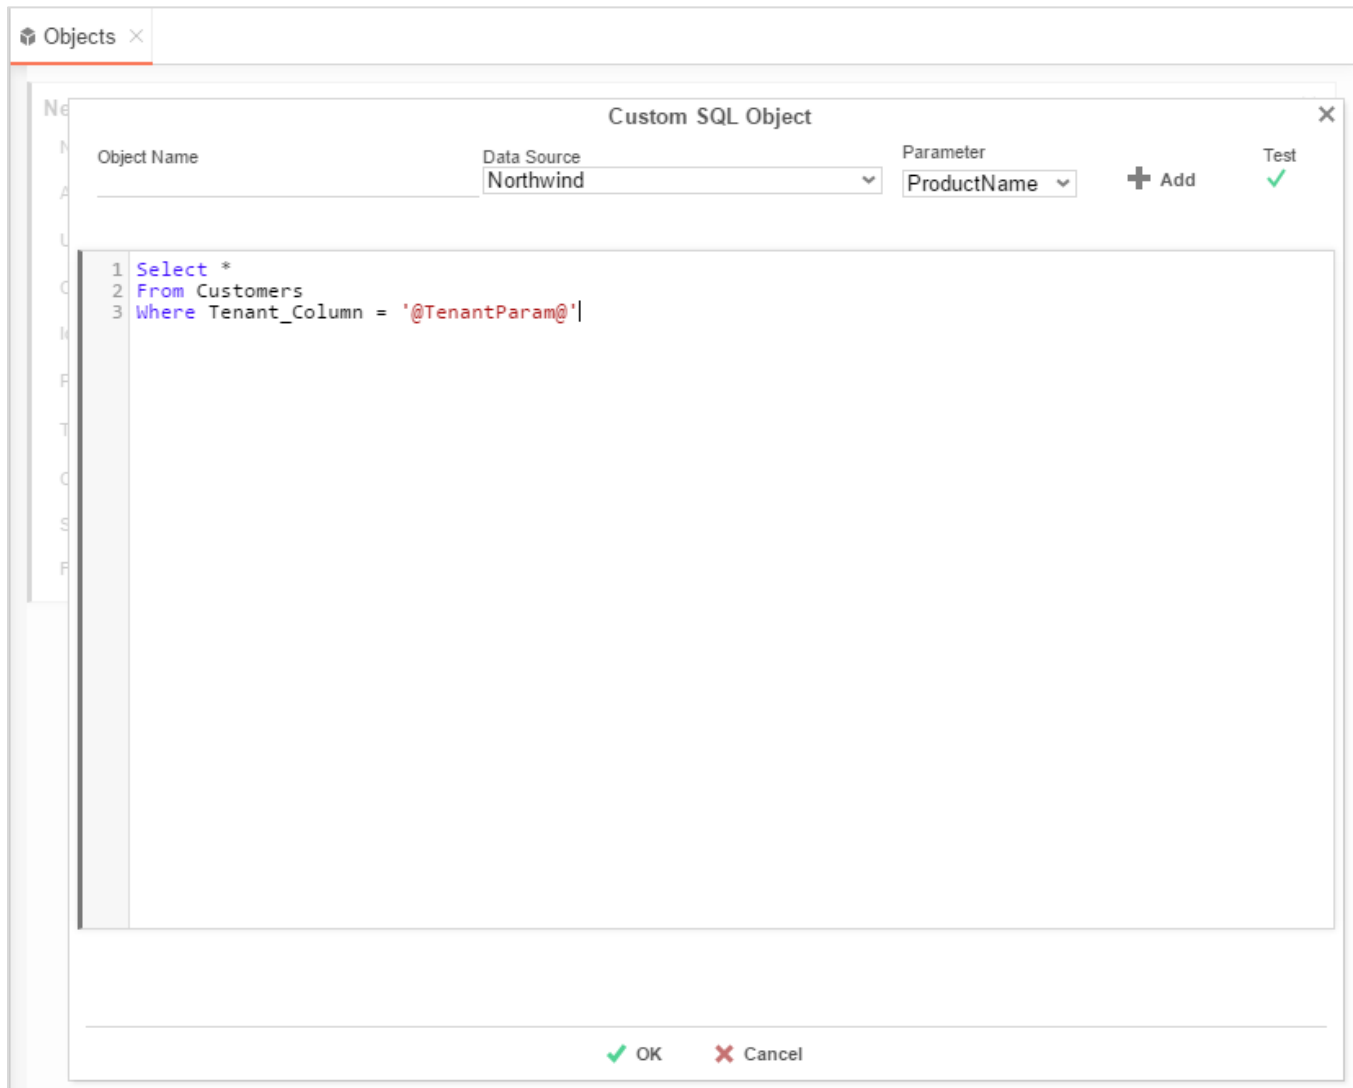 Objects
Ne
Custom SQL Object
Object Name
Data Source
Parameter
Test
Northwind
ProductName
Add
1 Select *
2 From Customers
3 Where Tenant_Column = '@TenantParam@'
OK
Cancel